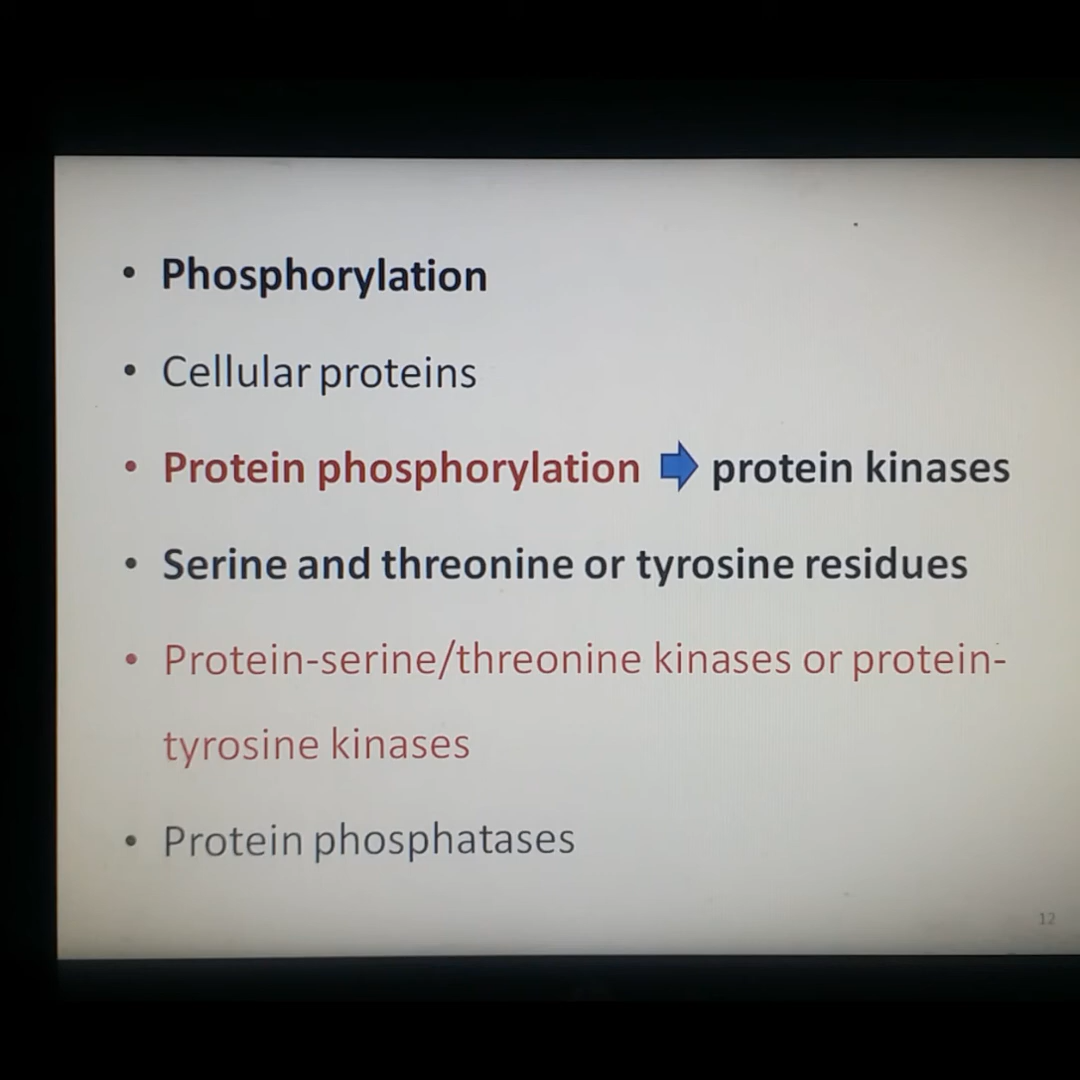 • Phosphorylation
• Cellular proteins
• Protein phosphorylation ➡ protein kinases
• Serine and threonine or tyrosine residues
• Protein-serine/threonine kinases or protein-
tyrosine kinases
• Protein phosphatases
12